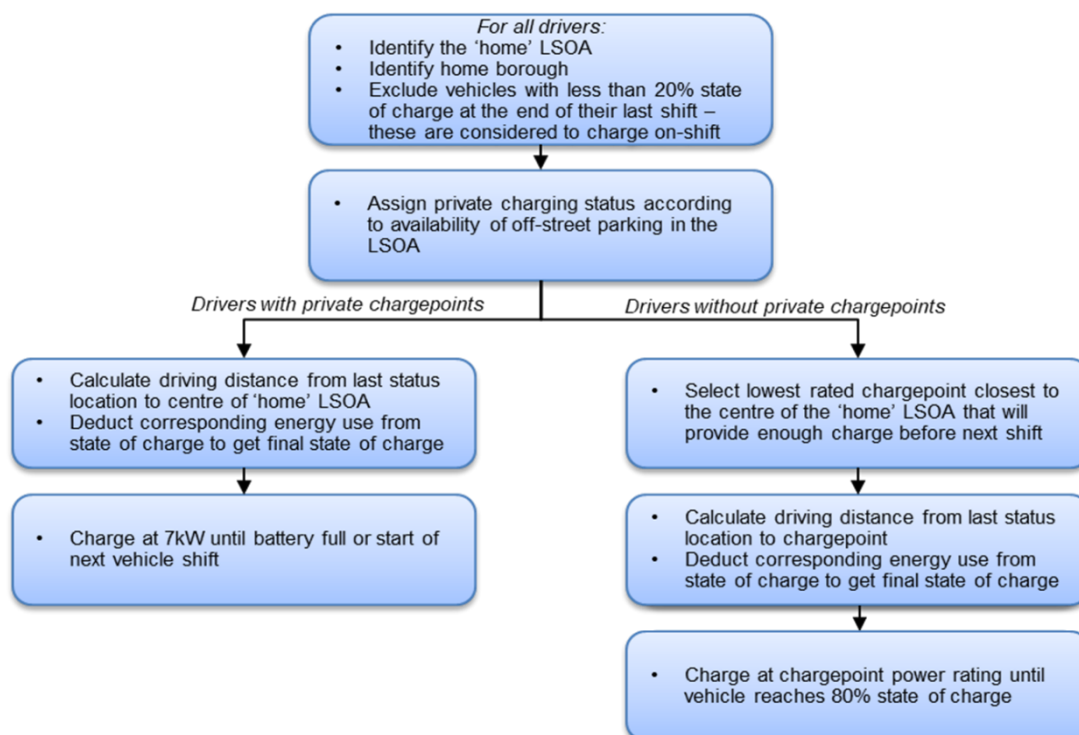 For all drivers:
• Identify the ‘home’ LSOA
• Identify home borough
• Exclude vehicles with less than 20% state
of charge at the end of their last shift –
these are considered to charge on-shift
• Assign private charging status according
to availability of off-street parking in the
LSOA
Drivers with private chargepoints
Drivers without private chargepoints
• Calculate driving distance from last status
location to centre of ‘home’ LSOA
• Deduct corresponding energy use from
state of charge to get final state of charge
• Charge at 7kW until battery full or start of
next vehicle shift
• Select lowest rated chargepoint closest to
the centre of the ‘home’ LSOA that will
provide enough charge before next shift
• Calculate driving distance from last status
location to chargepoint
• Deduct corresponding energy use from
state of charge to get final state of charge
• Charge at chargepoint power rating until
vehicle reaches 80% state of charge